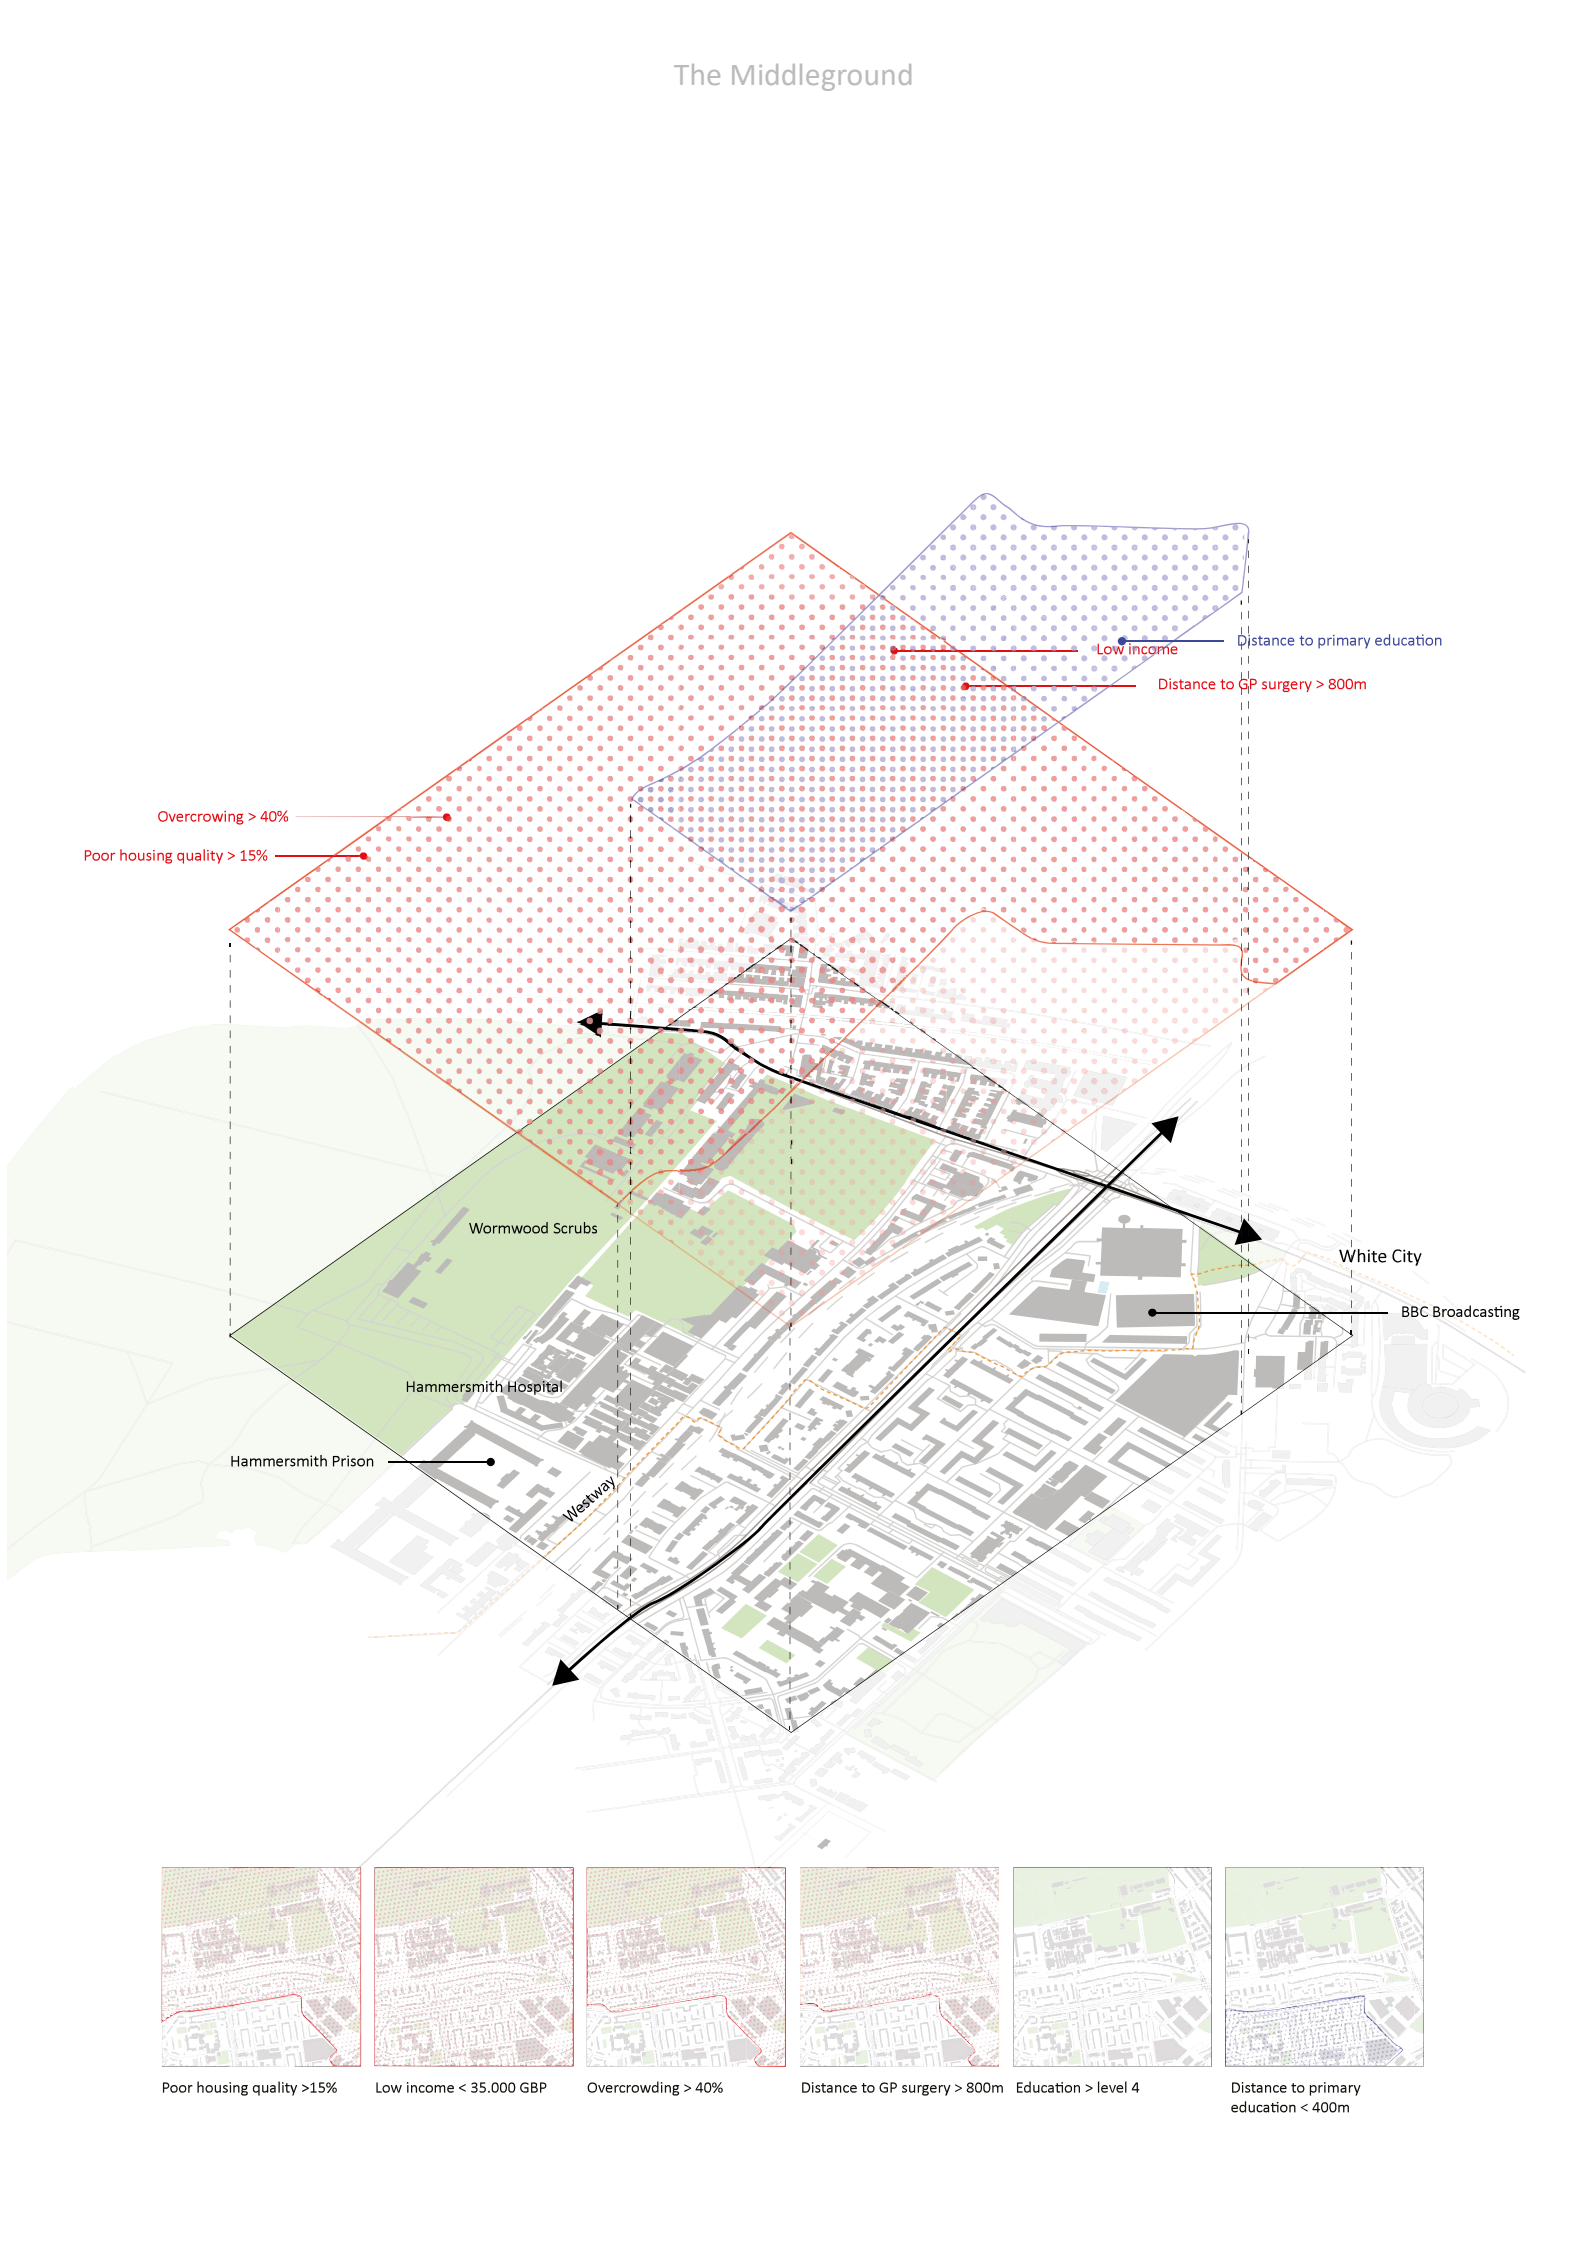 The Middleground
Distance to primary education
Low income
Distance to GP surgery > 800m
Overcrowing > 40%
Poor housing quality > 15%
Wormwood Scrubs
White City
BBC Broadcasting
Hammersmith Hospital
Hammersmith Prison
Westway
Poor housing quality >15%
Low income < 35.000 GBP
Overcrowding > 40%
Distance to GP surgery > 800m
Education > level 4
Distance to primary
education < 400m